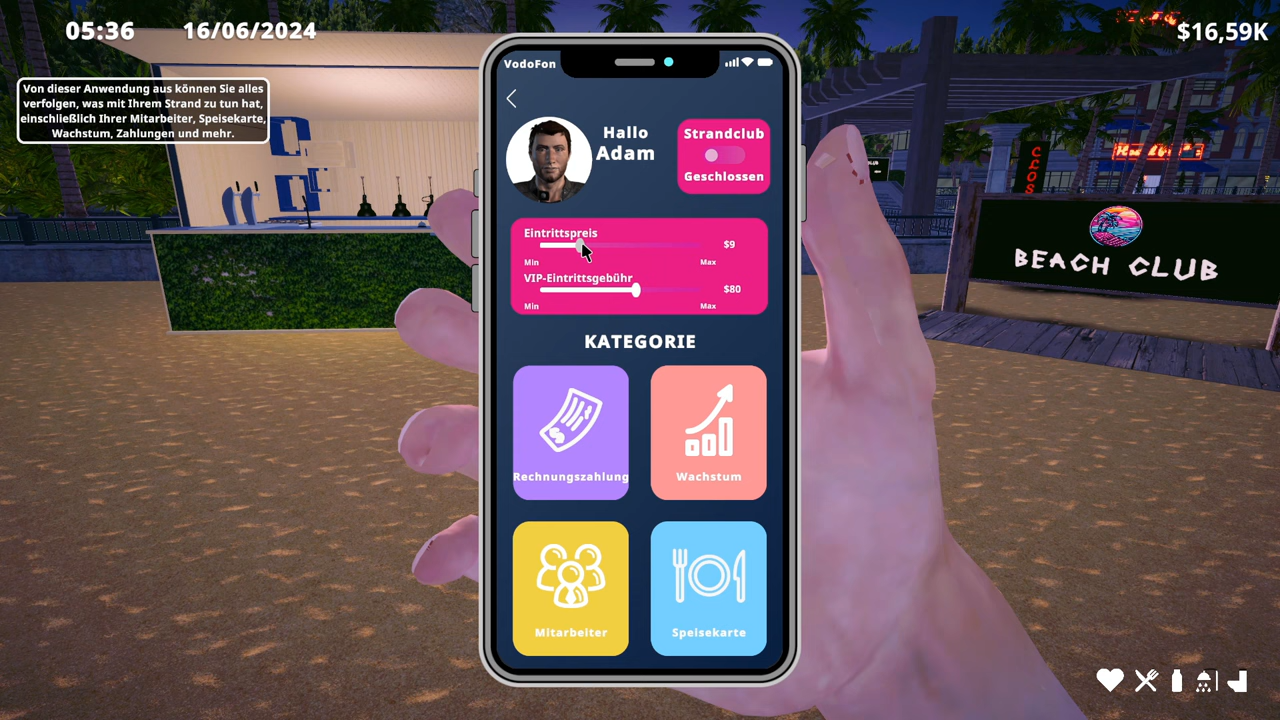 05:36
16/06/2024
$16,59K
Von dieser Anwendung aus können Sie alles
verfolgen, was mit Ihrem Strand zu tun hat,
einschließlich Ihrer Mitarbeiter, Speisekarte,
Wachstum, Zahlungen und mehr.
VodoFon
Hallo
Adam
Strandclub
Geschlossen
Eintrittspreis
$9
Min
Max
VIP-Eintrittsgebühr
$80
Min
Max
KATEGORIE
Rechnungszahlung
Wachstum
Mitarbeiter
Speisekarte
BEACH CLUB